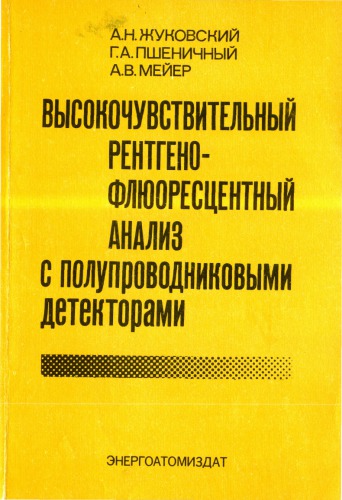 А.Н. ЖУКОВСКИЙ
Г.А. ПШЕНИЧНЫЙ
А.В. МЕЙЕР
ВЫСОКОЧУВСТВИТЕЛЬНЫЙ
РЕНТГЕНО-
ФЛЮОРЕСЦЕНТНЫЙ
АНАЛИЗ
С ПОЛУПРОВОДНИКОВЫМИ
ДЕТЕКТОРАМИ
ЭНЕРГОАТОМИЗДАТ